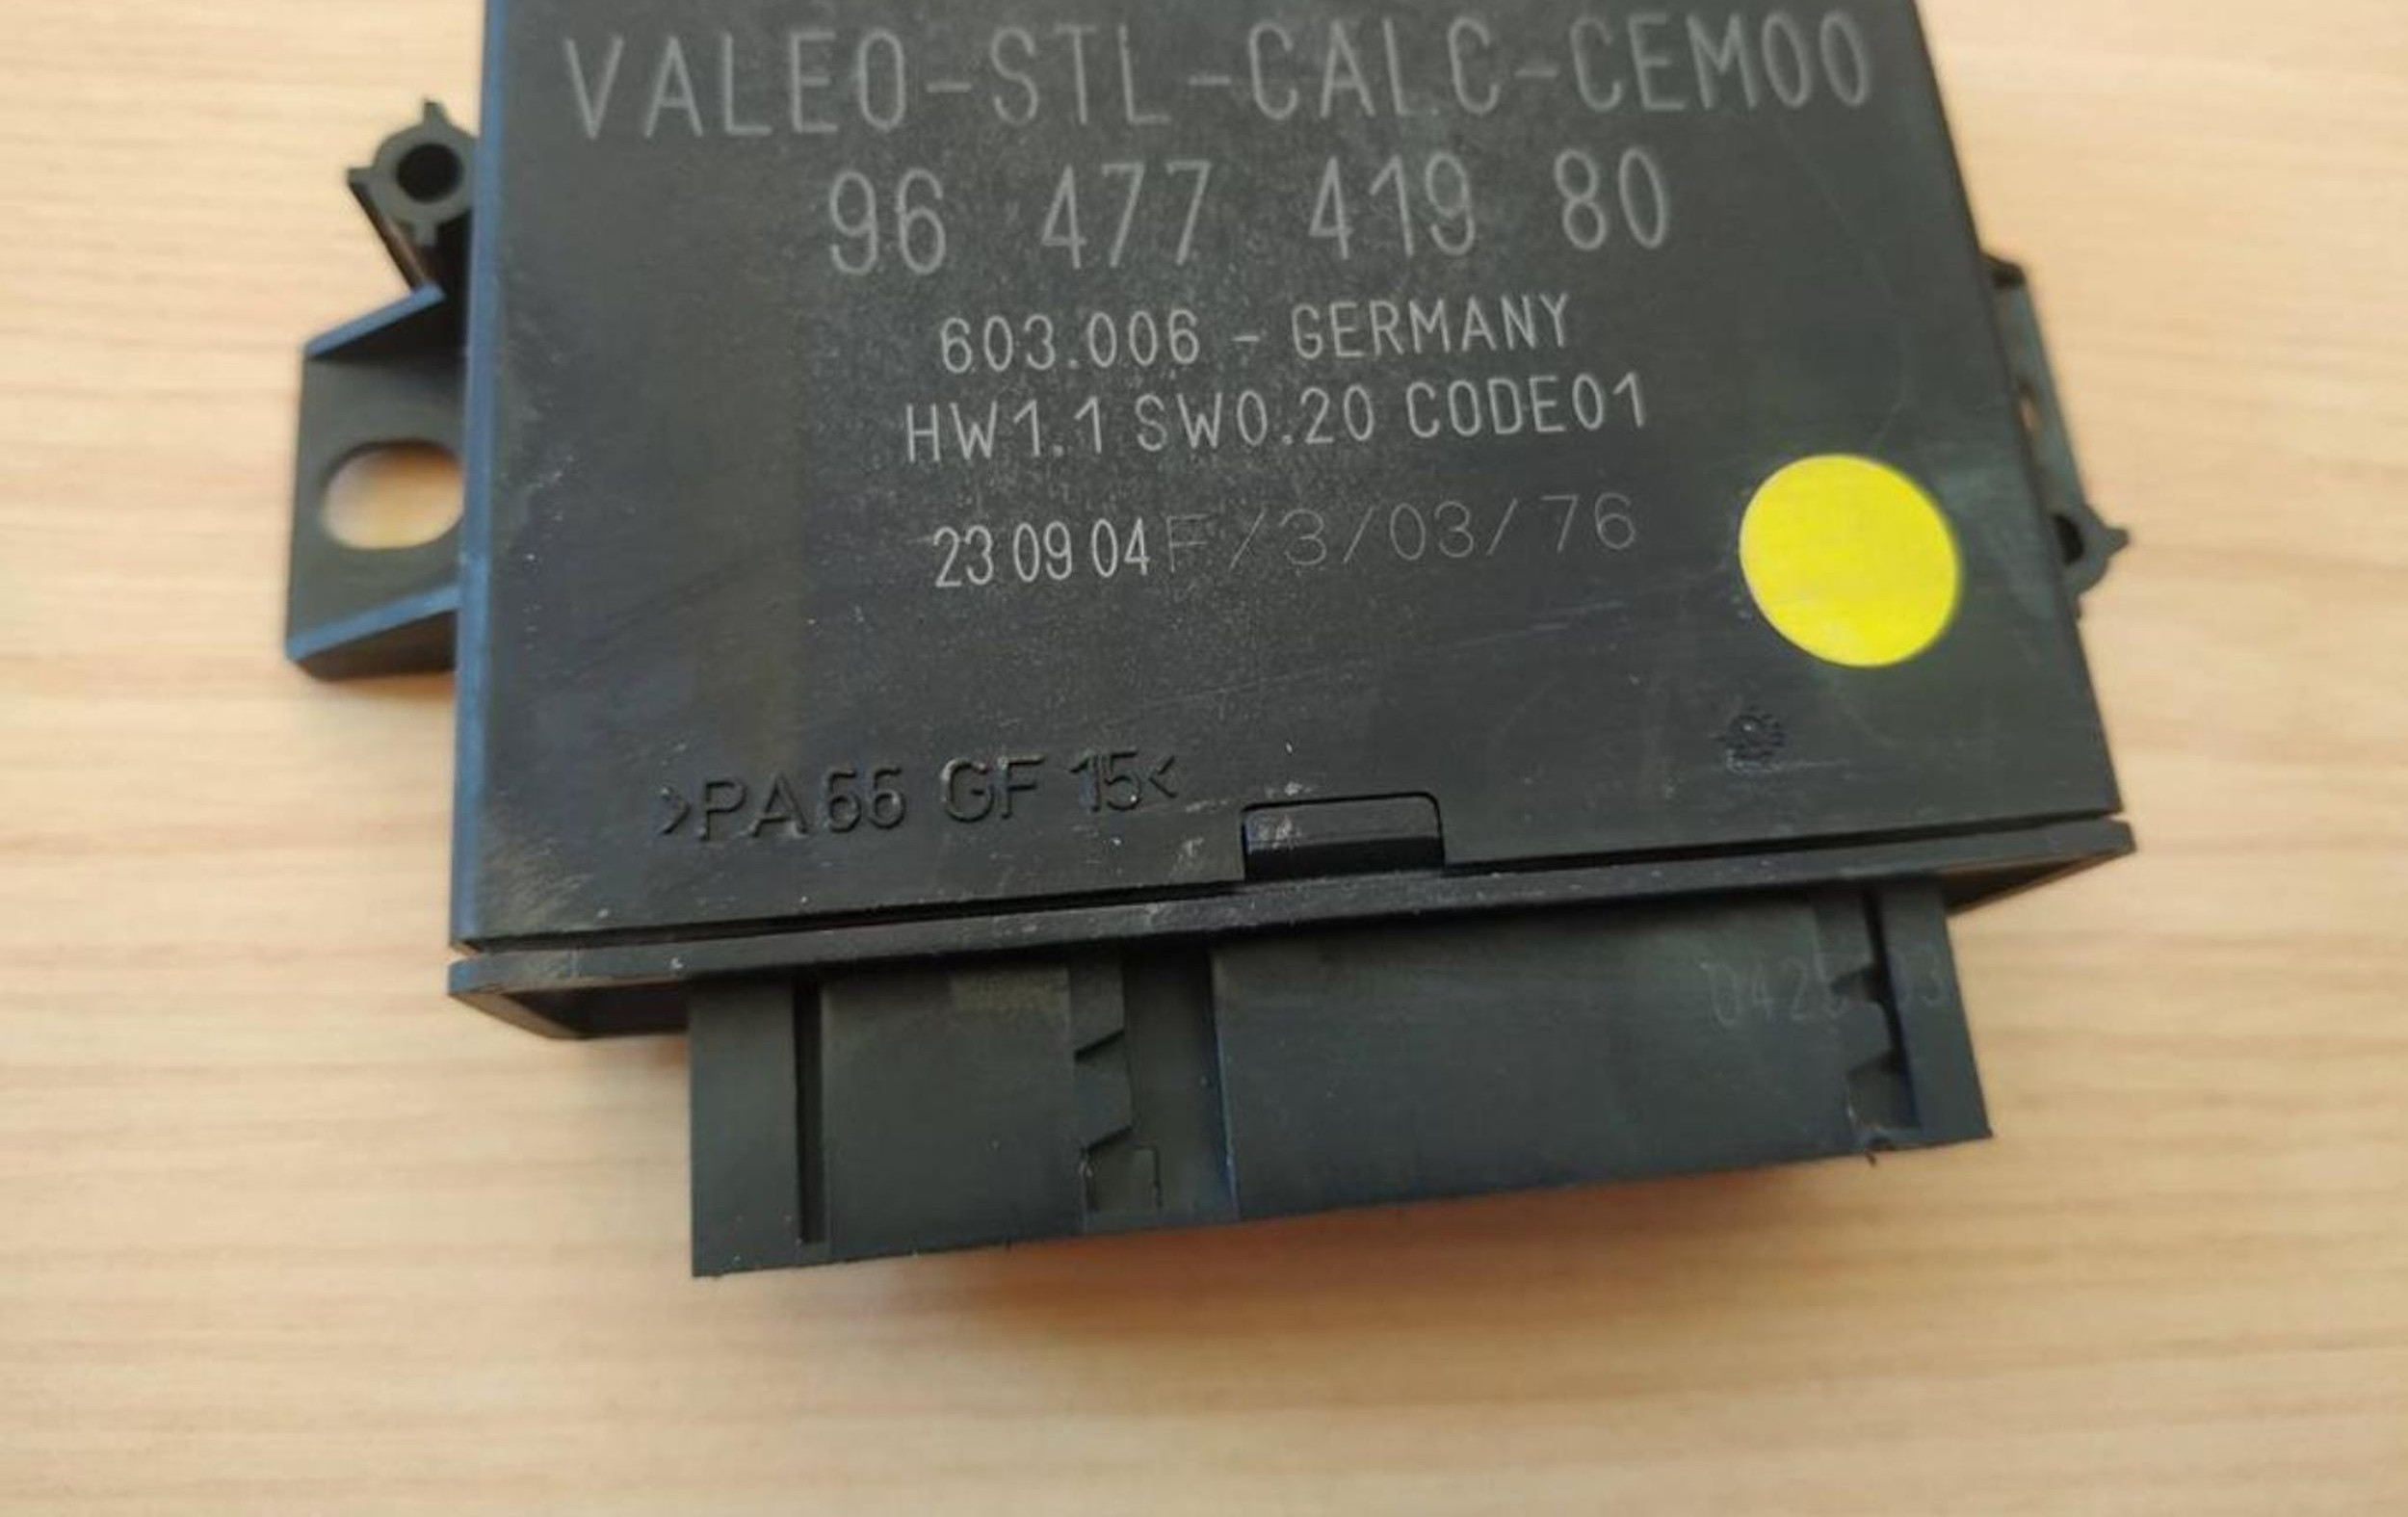 VALEO-STL-CALC-CEM00
96 477 419 80
603.006 - GERMANY
HW1.1 SW0.20 CODE01
23 09 04 F/3/03/76
>PA66 GF 15<